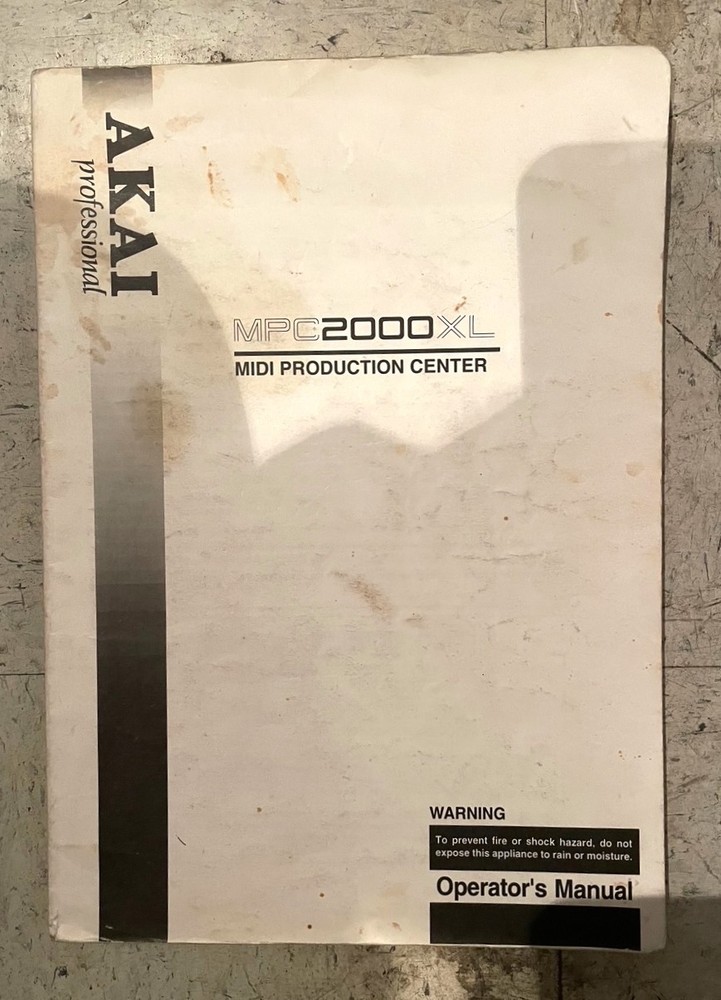 AKAI
professional
MPC2000XL
MIDI PRODUCTION CENTER
WARNING
To prevent fire or shock hazard, do not
expose this appliance to rain or moisture.
Operator's Manual